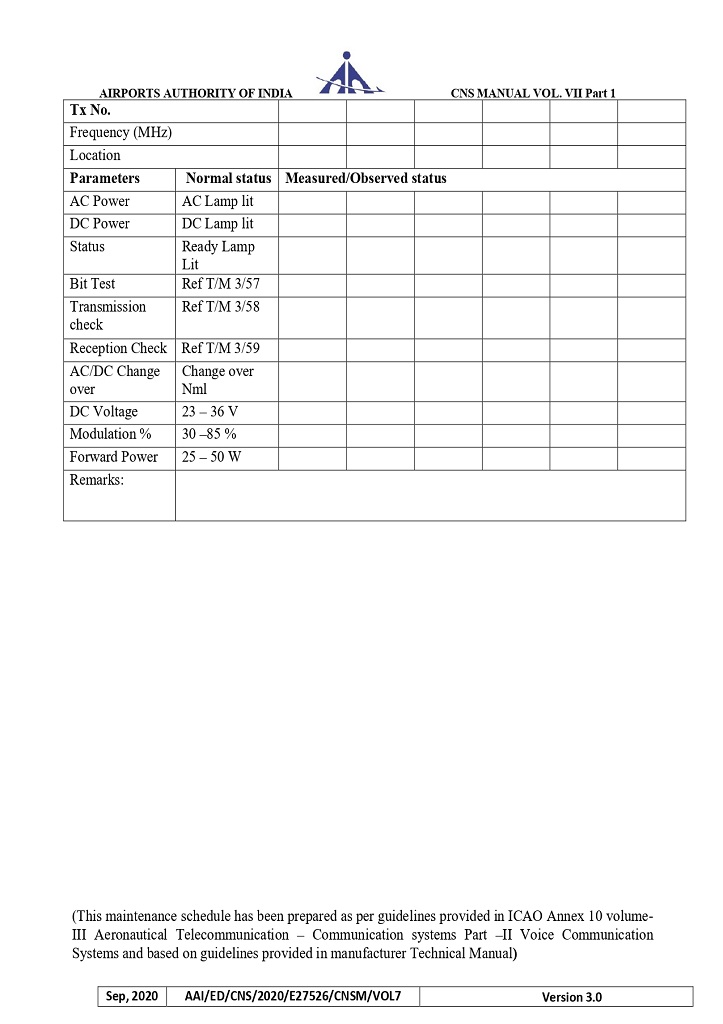 AIRPORTS AUTHORITY OF INDIA CNS MANUAL VOL. VII Part 1
Tx No.
Frequency (MHz)
Location
Parameters Normal status Measured/Observed status
AC Power AC Lamp lit
DC Power DC Lamp lit
Status Ready Lamp
Lit
Bit Test Ref T/M 3/57
Transmission Ref T/M 3/58
check
Reception Check Ref T/M 3/59
AC/DC Change Change over
over Nml
DC Voltage 23 – 36 V
Modulation % 30 –85 %
Forward Power 25 – 50 W
Remarks:
(This maintenance schedule has been prepared as per guidelines provided in ICAO Annex 10 volume-
III Aeronautical Telecommunication – Communication systems Part –II Voice Communication
Systems and based on guidelines provided in manufacturer Technical Manual)
Sep, 2020 AAI/ED/CNS/2020/E27526/CNSM/VOL7 Version 3.0